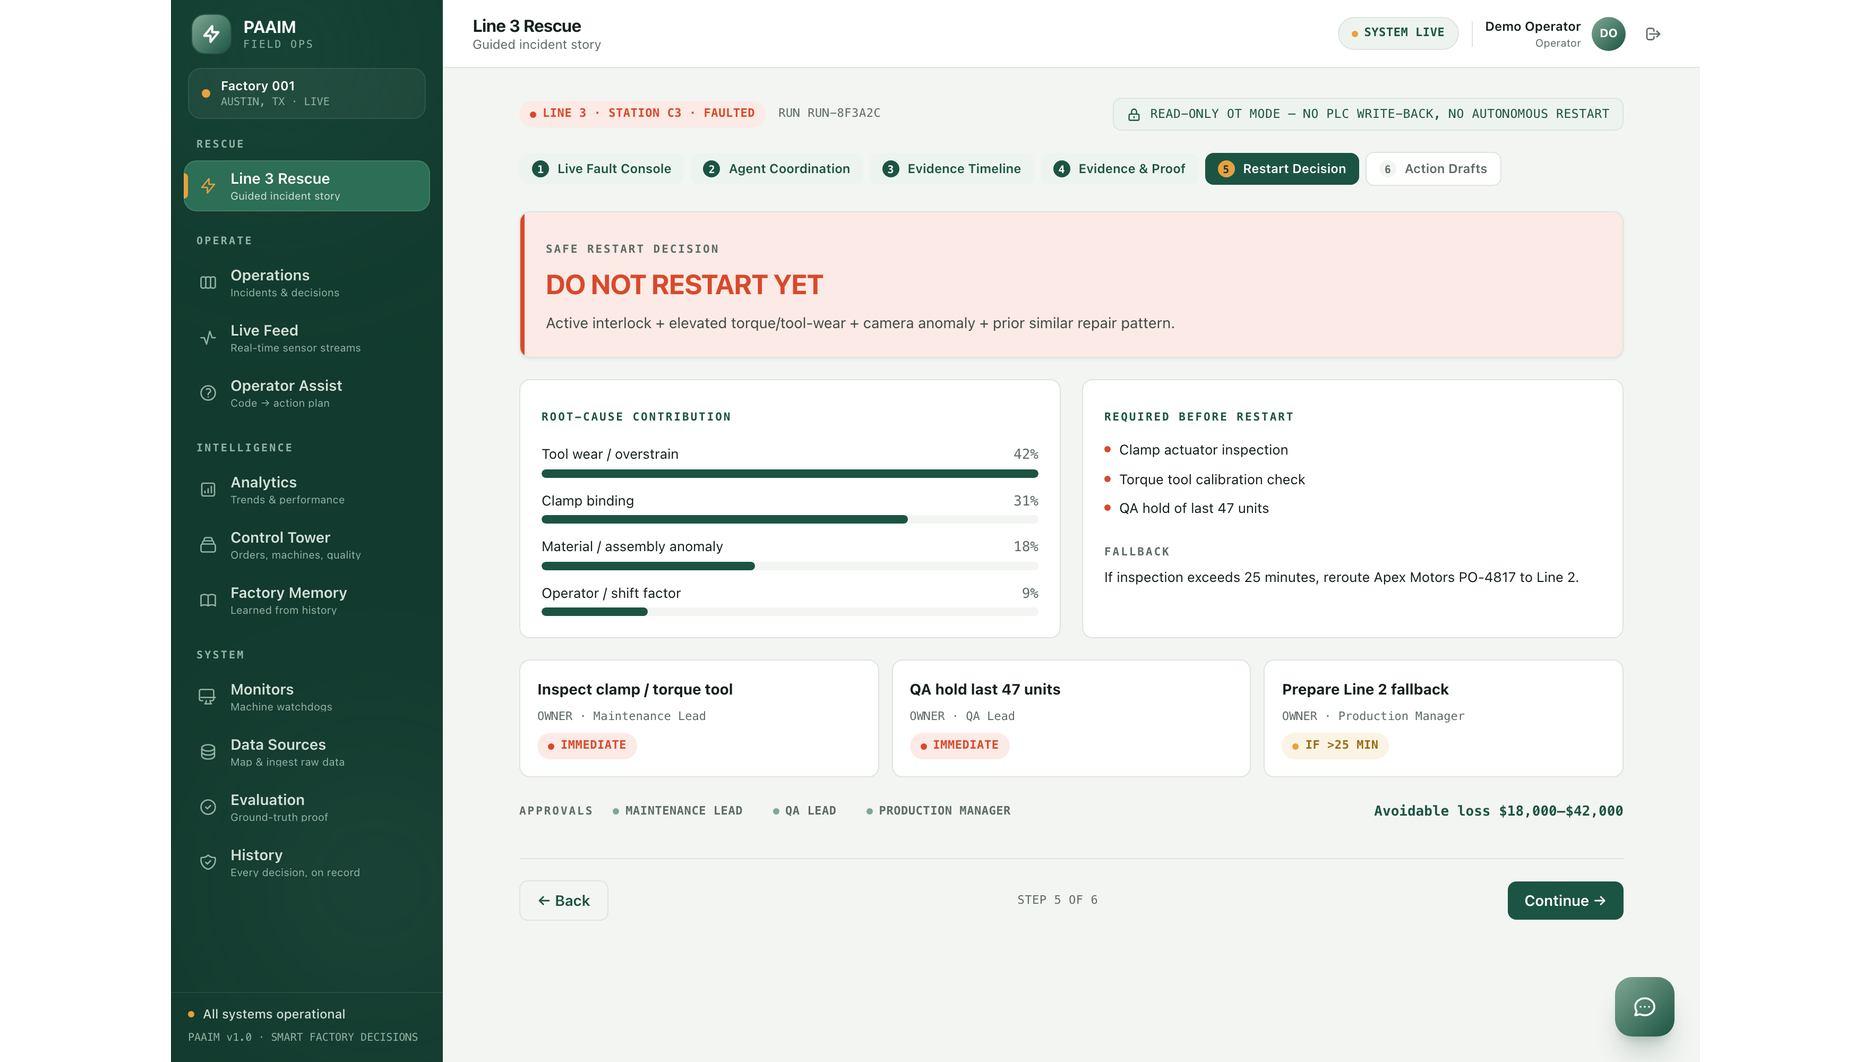 PAAIM
FIELD OPS
Factory 001
AUSTIN, TX · LIVE
RESCUE
Line 3 Rescue
Guided incident story
OPERATE
Operations
Incidents & decisions
Live Feed
Real-time sensor streams
Operator Assist
Code → action plan
INTELLIGENCE
Analytics
Trends & performance
Control Tower
Orders, machines, quality
Factory Memory
Learned from history
SYSTEM
Monitors
Machine watchdogs
Data Sources
Map & ingest raw data
Evaluation
Ground-truth proof
History
Every decision, on record
All systems operational
PAAIM v1.0 · SMART FACTORY DECISIONS
Line 3 Rescue
Guided incident story
SYSTEM LIVE
Demo Operator
Operator
DO
LINE 3 · STATION C3 · FAULTED
RUN RUN-8F3A2C
READ-ONLY OT MODE — NO PLC WRITE-BACK, NO AUTONOMOUS RESTART
1 Live Fault Console
2 Agent Coordination
3 Evidence Timeline
4 Evidence & Proof
5 Restart Decision
6 Action Drafts
SAFE RESTART DECISION
DO NOT RESTART YET
Active interlock + elevated torque/tool-wear + camera anomaly + prior similar repair pattern.
ROOT-CAUSE CONTRIBUTION
Tool wear / overstrain 42%
Clamp binding 31%
Material / assembly anomaly 18%
Operator / shift factor 9%
REQUIRED BEFORE RESTART
Clamp actuator inspection
Torque tool calibration check
QA hold of last 47 units
FALLBACK
If inspection exceeds 25 minutes, reroute Apex Motors PO-4817 to Line 2.
Inspect clamp / torque tool
OWNER · Maintenance Lead
IMMEDIATE
QA hold last 47 units
OWNER · QA Lead
IMMEDIATE
Prepare Line 2 fallback
OWNER · Production Manager
IF >25 MIN
APPROVALS MAINTENANCE LEAD QA LEAD PRODUCTION MANAGER
Avoidable loss $18,000–$42,000
← Back
STEP 5 OF 6
Continue →